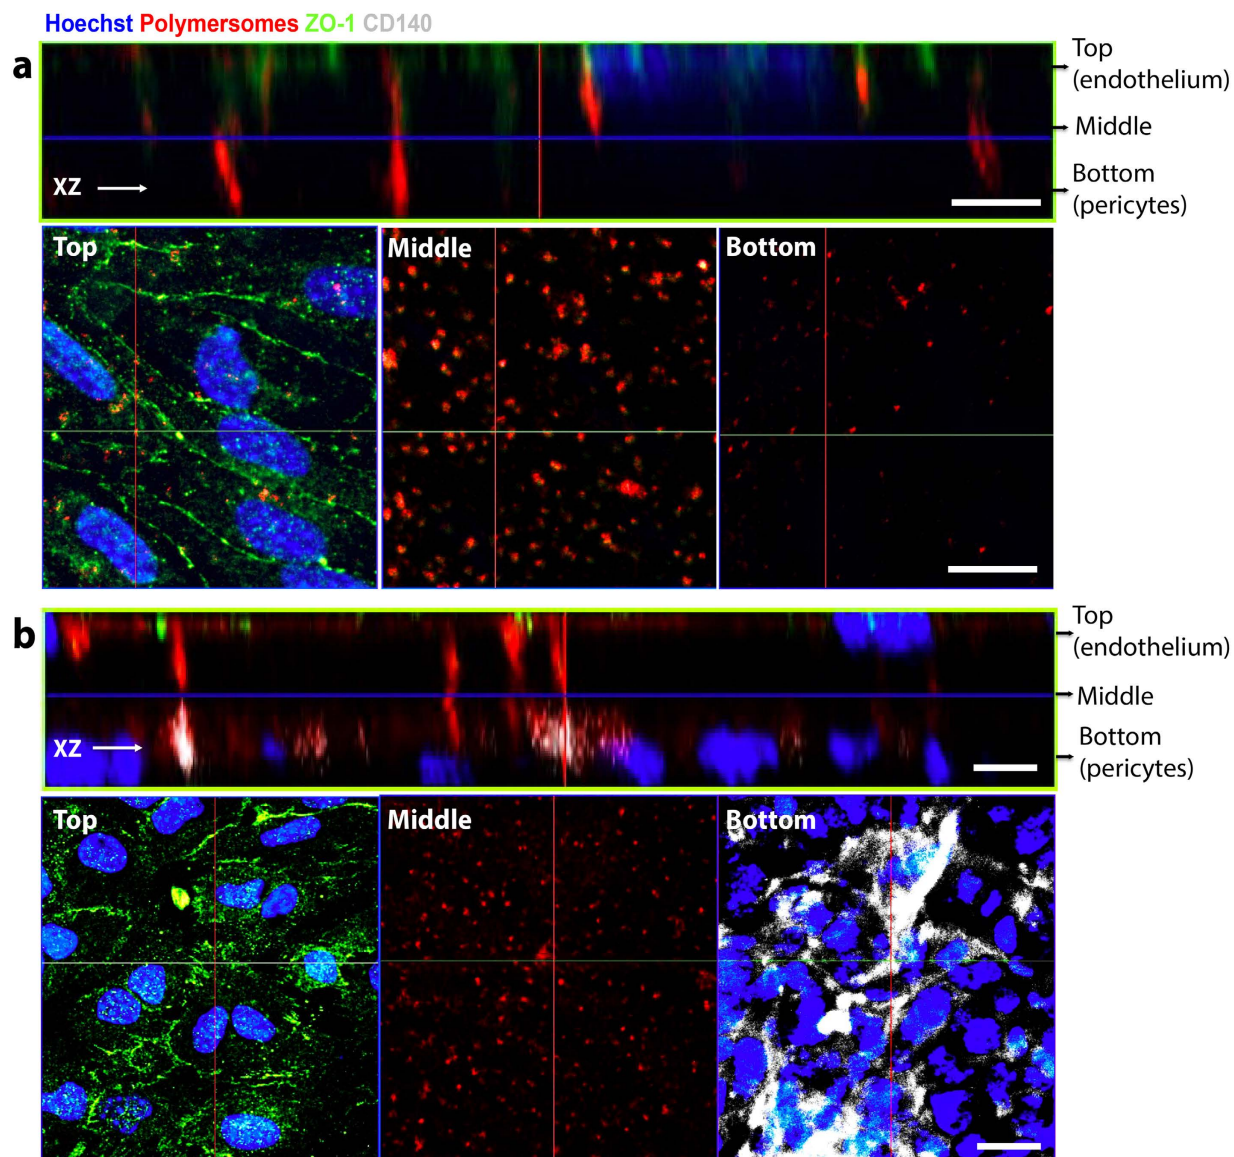 Hoechst Polymersomes ZO-1 CD140
a
Top
(endothelium)
Middle
Bottom
(pericytes)
XZ
Top
Middle
Bottom
b
Top
(endothelium)
Middle
Bottom
(pericytes)
XZ
Top
Middle
Bottom